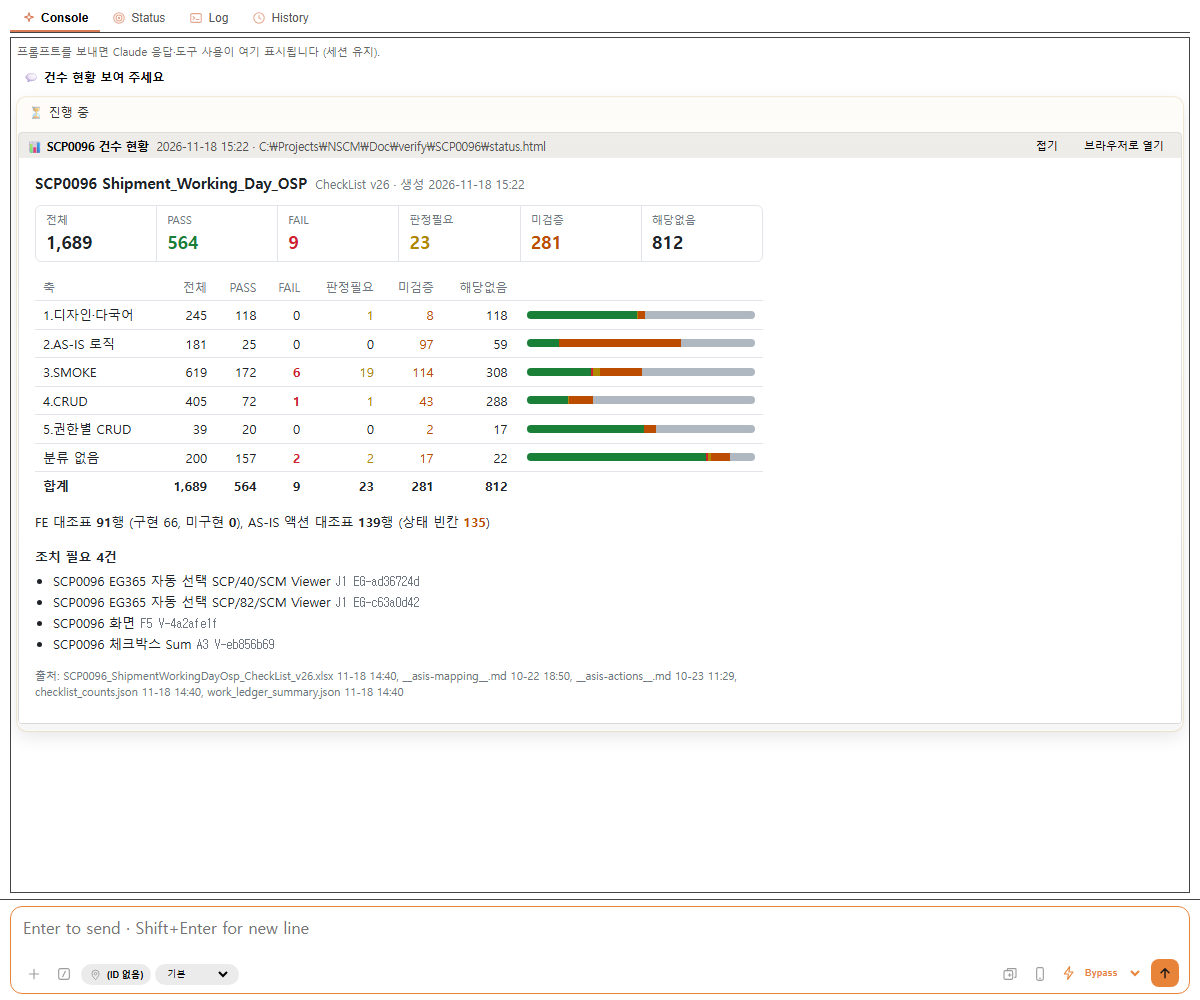 Console Status Log History
프롬프트를 보내면 Claude 응답·도구 사용이 여기 표시됩니다 (세션 유지).
건수 현황 보여 주세요
진행 중
SCP0096 건수 현황 2026-11-18 15:22 · C:₩Projects₩NSCM₩Doc₩verify₩SCP0096₩status.html 접기 브라우저로 열기
SCP0096 Shipment_Working_Day_OSP CheckList v26 · 생성 2026-11-18 15:22
전체 PASS FAIL 판정필요 미검증 해당없음
1,689 564 9 23 281 812
축 전체 PASS FAIL 판정필요 미검증 해당없음
1.디자인·다국어 245 118 0 1 8 118
2.AS-IS 로직 181 25 0 0 97 59
3.SMOKE 619 172 6 19 114 308
4.CRUD 405 72 1 1 43 288
5.권한별 CRUD 39 20 0 0 2 17
분류 없음 200 157 2 2 17 22
합계 1,689 564 9 23 281 812
FE 대조표 91행 (구현 66, 미구현 0), AS-IS 액션 대조표 139행 (상태 빈칸 135)
조치 필요 4건
• SCP0096 EG365 자동 선택 SCP/40/SCM Viewer J1 EG-ad36724d
• SCP0096 EG365 자동 선택 SCP/82/SCM Viewer J1 EG-c63a0d42
• SCP0096 화면 F5 V-4a2afe1f
• SCP0096 체크박스 Sum A3 V-eb856b69
출처: SCP0096_ShipmentWorkingDayOsp_CheckList_v26.xlsx 11-18 14:40, __asis-mapping__.md 10-22 18:50, __asis-actions__.md 10-23 11:29,
checklist_counts.json 11-18 14:40, work_ledger_summary.json 11-18 14:40
Enter to send · Shift+Enter for new line
(ID 없음) 기본 Bypass